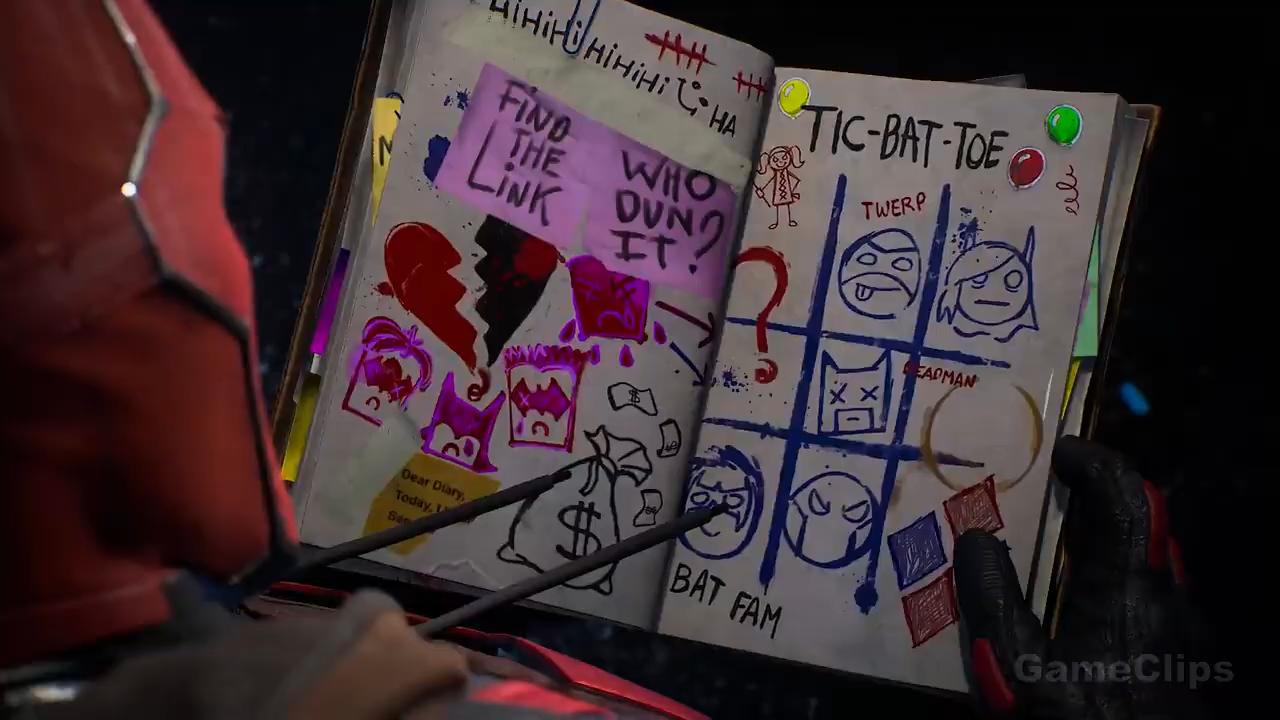 HiHiHiHiHiHiHi HA
FiND
THE
LiNK
WHO
DUN
IT?
N
$
$
Dear Diary,
Today, I
TIC-BAT-TOE
TWERP
?
DEADMAN
BAT FAM
GameClips